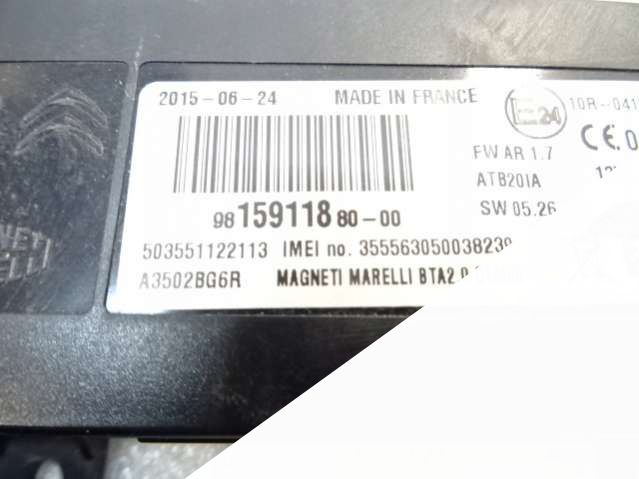 2015-06-24 MADE IN FRANCE E24
FW AR 1.7
ATB20IA
SW 05.26
98 159118 80-00
503551122113 IMEI no.
A3502BG6R MAGNETI MARELLI